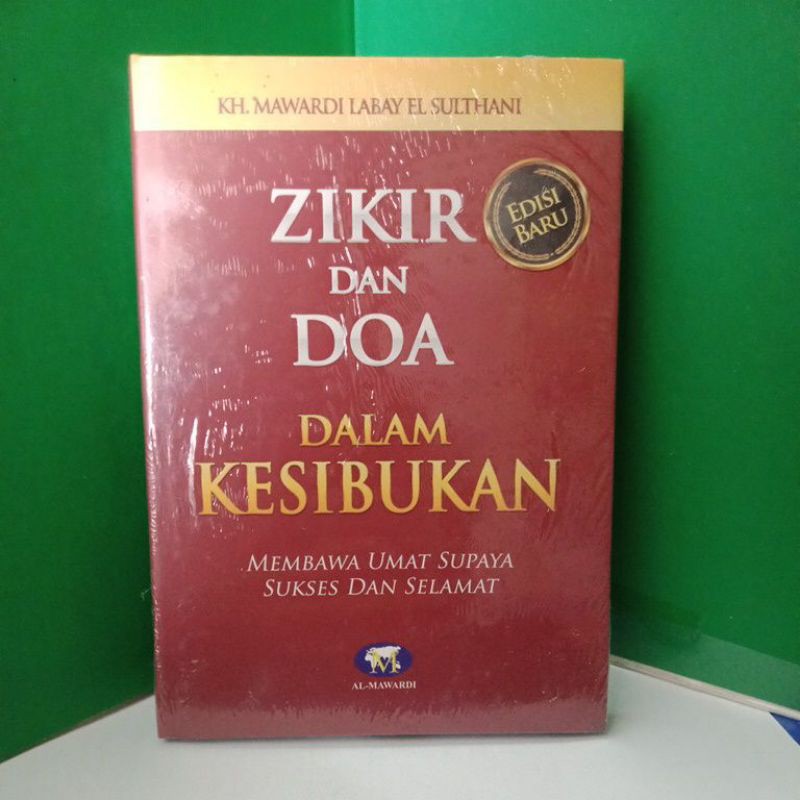 KH. MAWARDI LABAY EL SULTHANI
ZIKIR
DAN
DOA
EDISI
BARU
DALAM
KESIBUKAN
MEMBAWA UMAT SUPAYA
SUKSES DAN SELAMAT
M
AL-MAWARDI